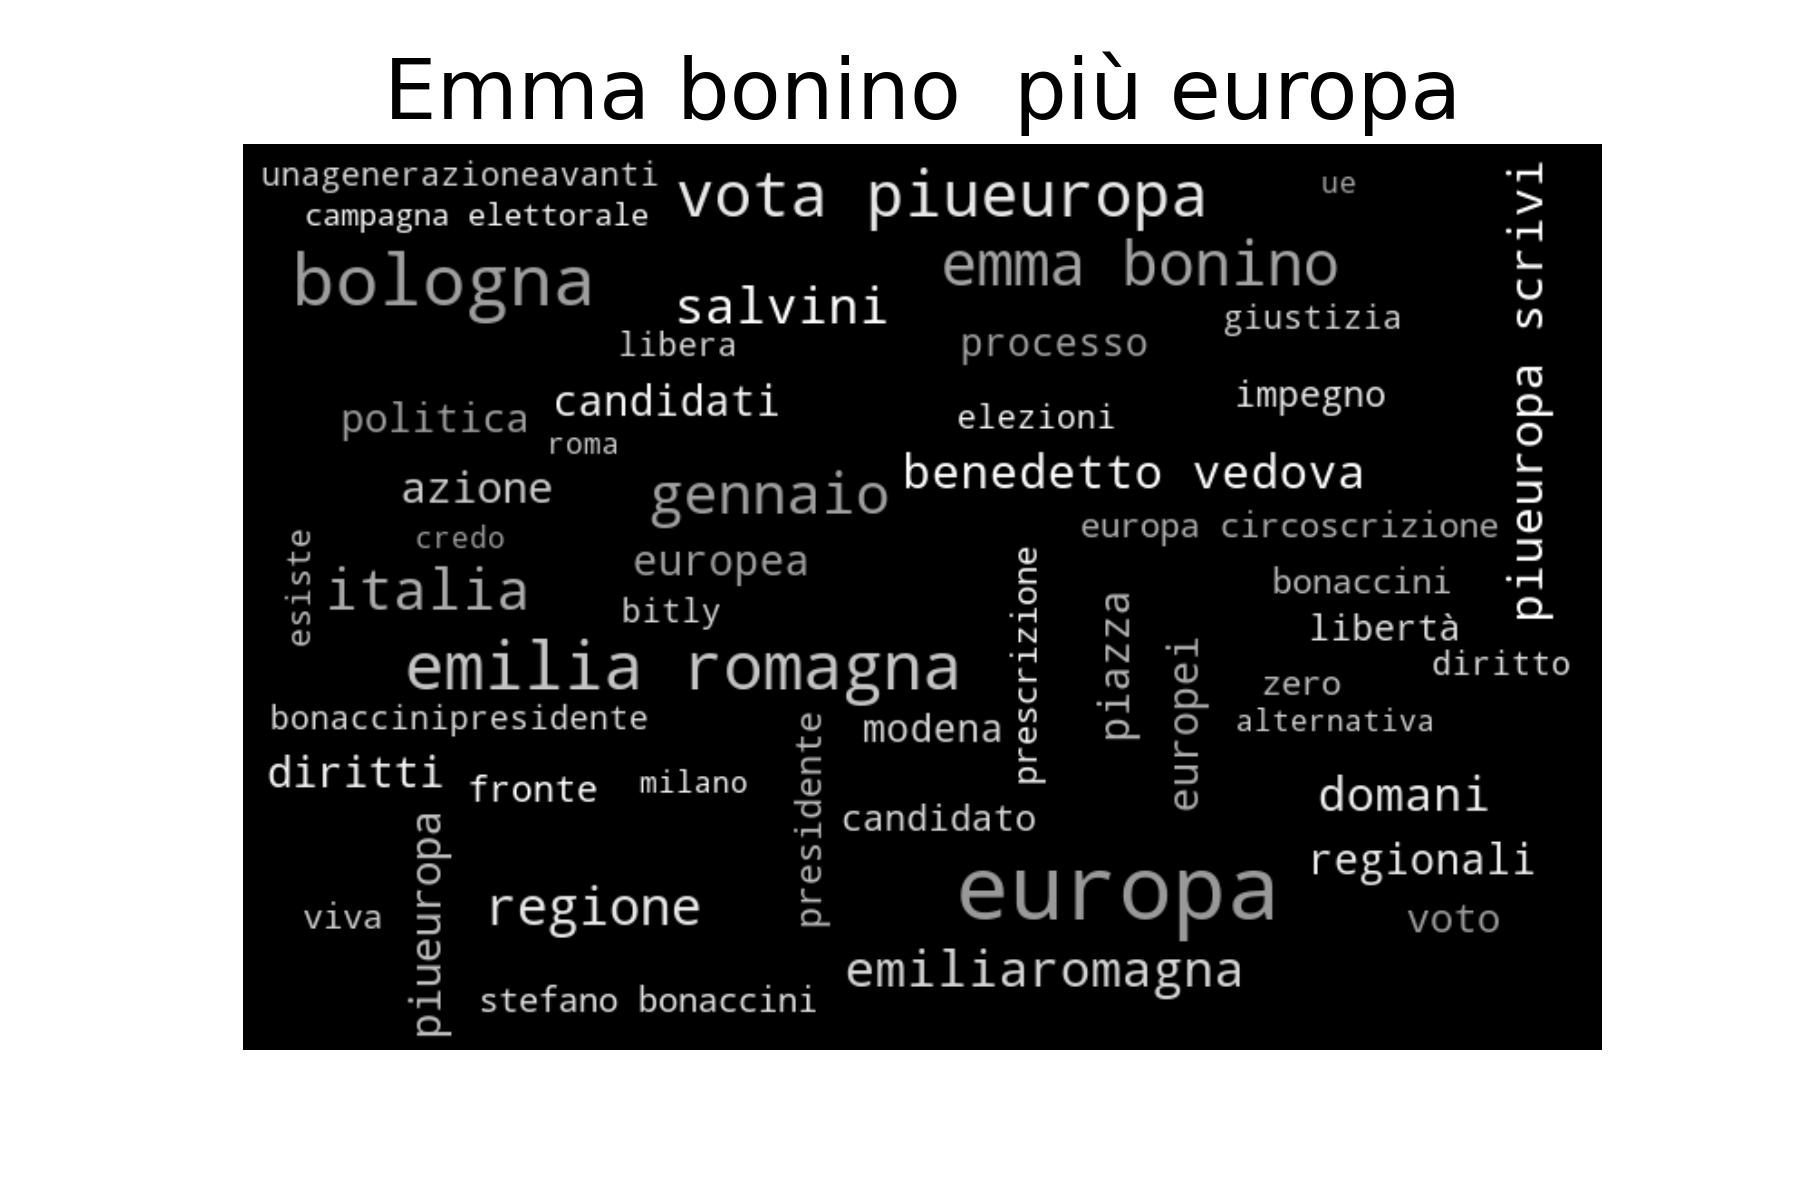 Emma bonino  più europa
unagenerazioneavanti
campagna elettorale
vota piueuropa
ue
piueuropa scrivi
bologna
emma bonino
salvini
giustizia
libera
processo
candidati
impegno
politica
elezioni
roma
benedetto vedova
azione
gennaio
europa circoscrizione
credo
esiste
europea
italia
bitly
prescrizione
piazza
bonaccini
libertà
europei
diritto
emilia romagna
zero
bonaccinipresidente
modena
alternativa
presidente
diritti
fronte
milano
domani
candidato
regionali
piueuropa
europa
regione
viva
voto
emiliaromagna
stefano bonaccini